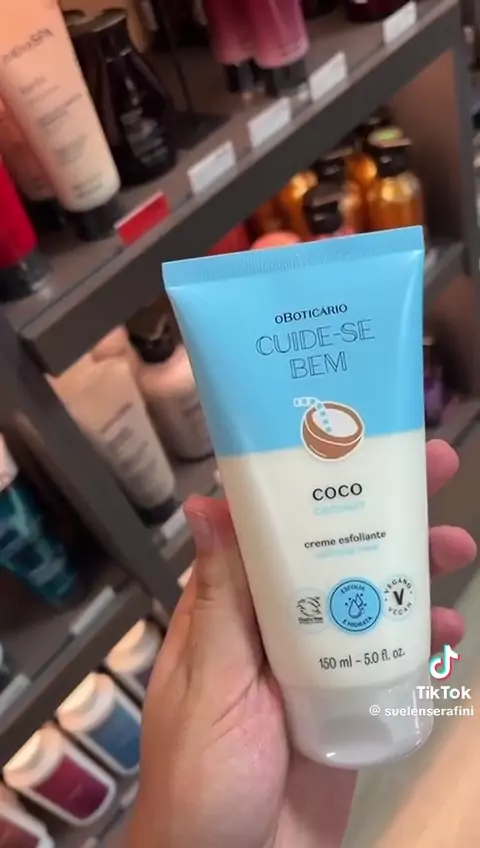 oBOTICÁRIO
CUIDE-SE
BEM
COCO
COCONUT
creme esfoliante
ESFOLIA
E HIDRATA
VEGANO
V
VEGAN
150 ml – 5.0 fl. oz.
TikTok
@ suelenserafini